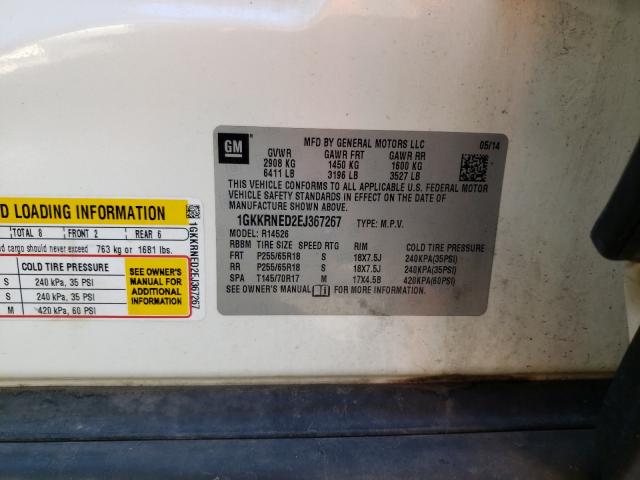 GM
MFD BY GENERAL MOTORS LLC
05/14
GVWR GAWR FRT GAWR RR
2908 KG 1450 KG 1600 KG
6411 LB 3196 LB 3527 LB
THIS VEHICLE CONFORMS TO ALL APPLICABLE U.S. FEDERAL MOTOR
VEHICLE SAFETY STANDARDS IN EFFECT ON THE DATE OF
MANUFACTURE SHOWN ABOVE.
1GKKRNED2EJ367267 TYPE: M.P.V.
MODEL: R14526
RBBM TIRE SIZE SPEED RTG RIM COLD TIRE PRESSURE
FRT P255/65R18 S 18X7.5J 240KPA(35PSI)
RR P255/65R18 S 18X7.5J 240KPA(35PSI)
SPA T145/70R17 M 17X4.5B 420KPA(60PSI)
SEE OWNER'S MANUAL i FOR MORE INFORMATION.
D LOADING INFORMATION
TOTAL 8 FRONT 2 REAR 6
d cargo should never exceed 763 kg or 1681 lbs.
COLD TIRE PRESSURE
S 240 kPa, 35 PSI
S 240 kPa, 35 PSI
M 420 kPa, 60 PSI
SEE OWNER'S
MANUAL FOR
ADDITIONAL
INFORMATION
1GKKRNED2EJ367267